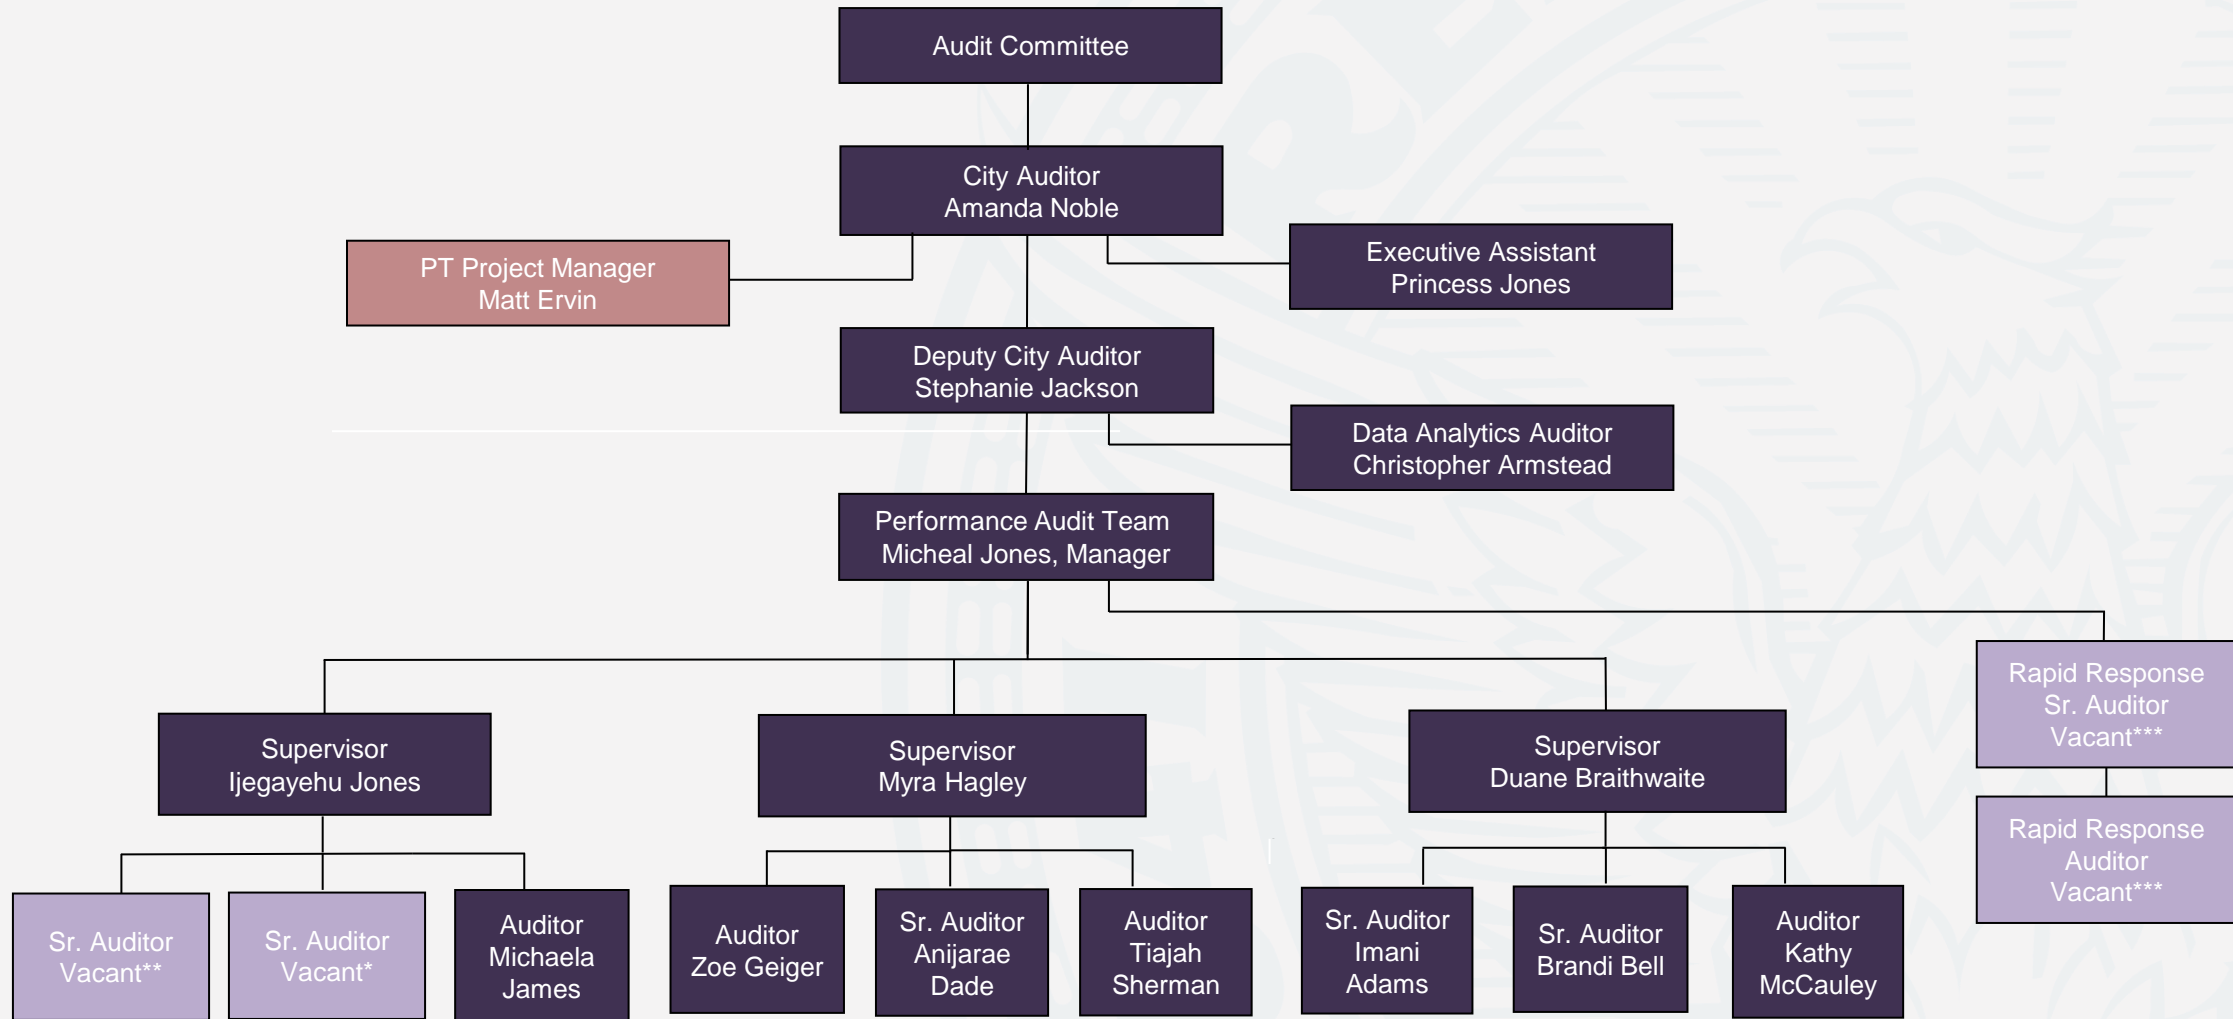 Audit Committee
City Auditor
Amanda Noble
PT Project Manager
Matt Ervin
Executive Assistant
Princess Jones
Deputy City Auditor
Stephanie Jackson
Data Analytics Auditor
Christopher Armstead
Performance Audit Team
Micheal Jones, Manager
Rapid Response
Sr. Auditor
Vacant***
Rapid Response
Auditor
Vacant***
Supervisor
Ijegayehu Jones
Supervisor
Myra Hagley
Supervisor
Duane Braithwaite
Sr. Auditor
Vacant**
Sr. Auditor
Vacant*
Auditor
Michaela
James
Auditor
Zoe Geiger
Sr. Auditor
Anijarae
Dade
Auditor
Tiajah
Sherman
Sr. Auditor
Imani
Adams
Sr. Auditor
Brandi Bell
Auditor
Kathy
McCauley